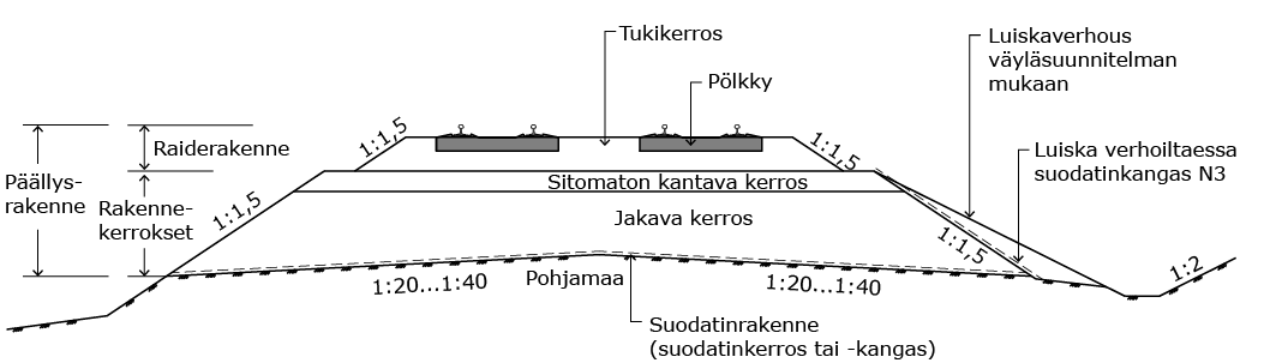 Tukikerros
Luiskaverhous
väyläsuunnitelman
mukaan
Pölkky
1:1,5
1:1,5
Raiderakenne
Luiska verhoiltaessa
suodatinkangas N3
Päällys-
rakenne
Rakenne-
kerrokset
Sitomaton kantava kerros
1:1,5
Jakava kerros
1:1,5
1:2
1:20...1:40
Pohjamaa
1:20...1:40
Suodatinrakenne
(suodatinkerros tai -kangas)